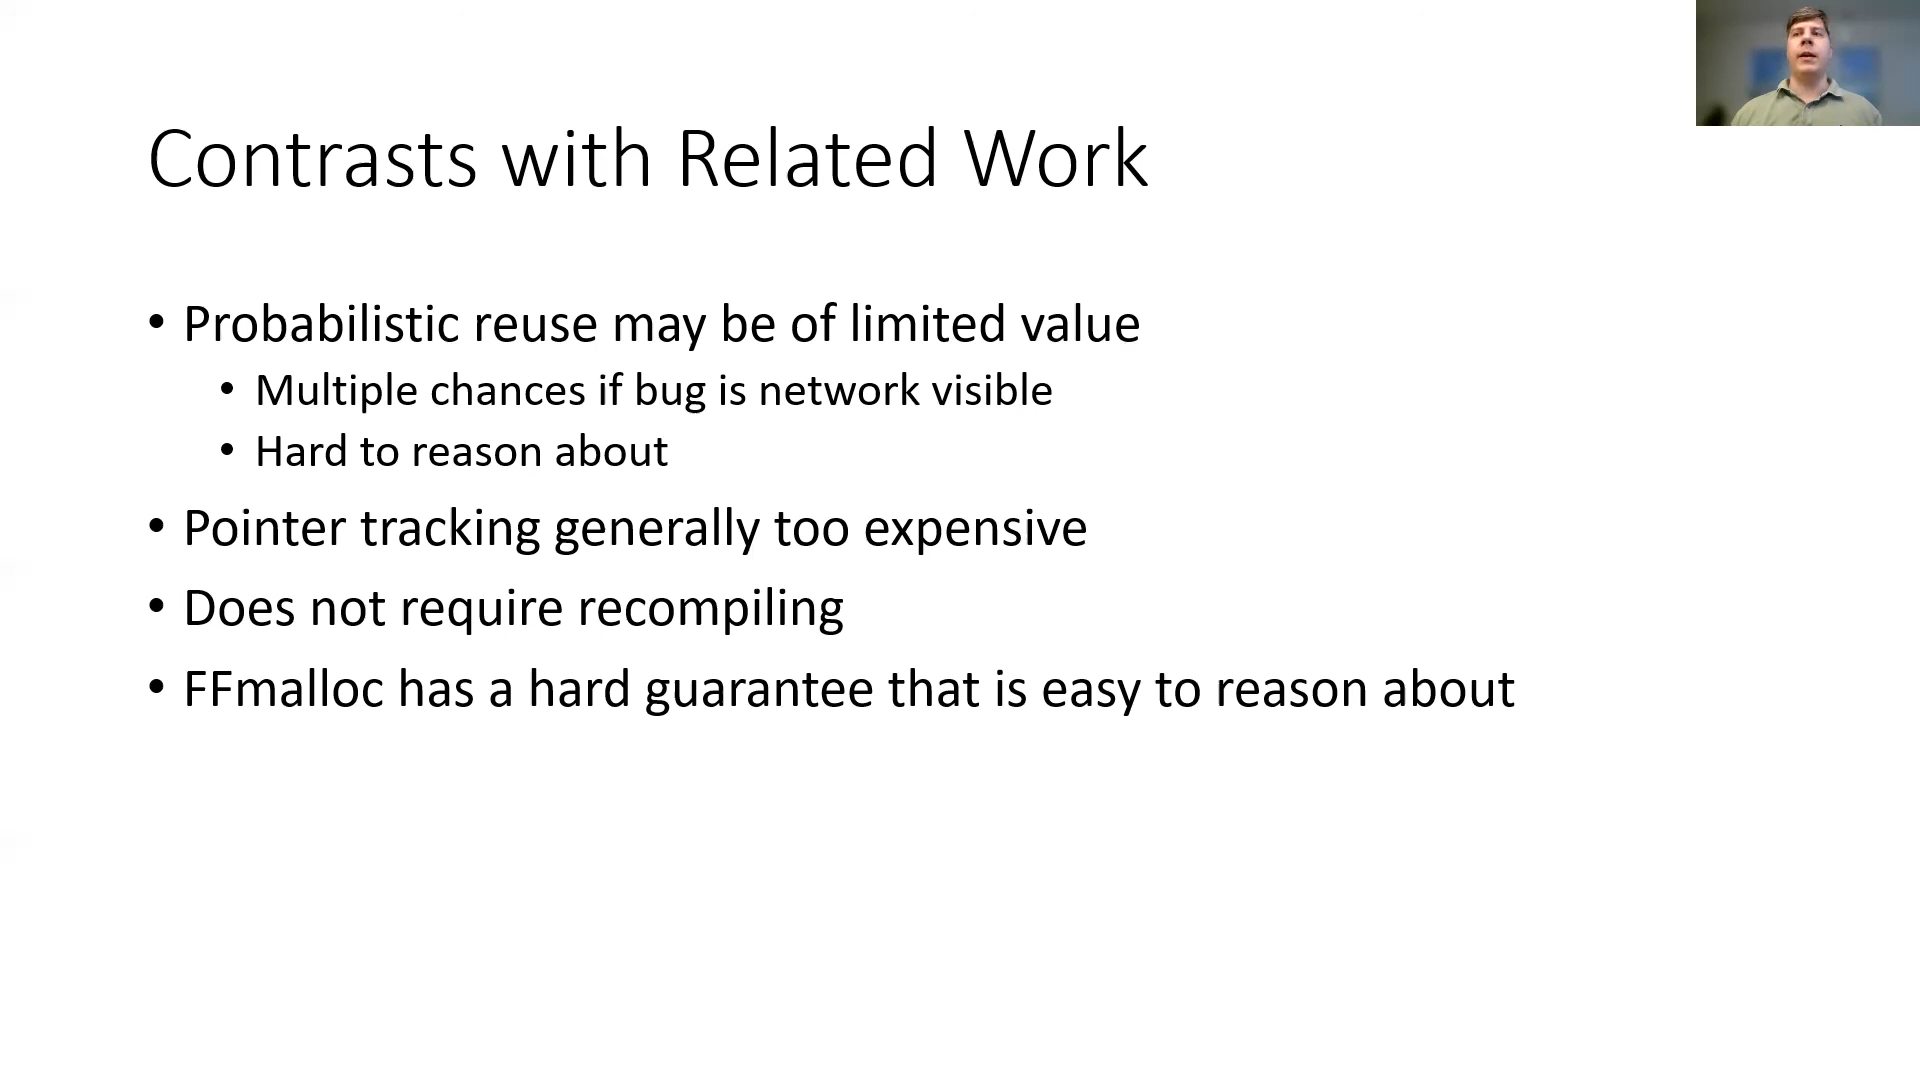 Contrasts with Related Work
• Probabilistic reuse may be of limited value
• Multiple chances if bug is network visible
• Hard to reason about
• Pointer tracking generally too expensive
• Does not require recompiling
• FFmalloc has a hard guarantee that is easy to reason about